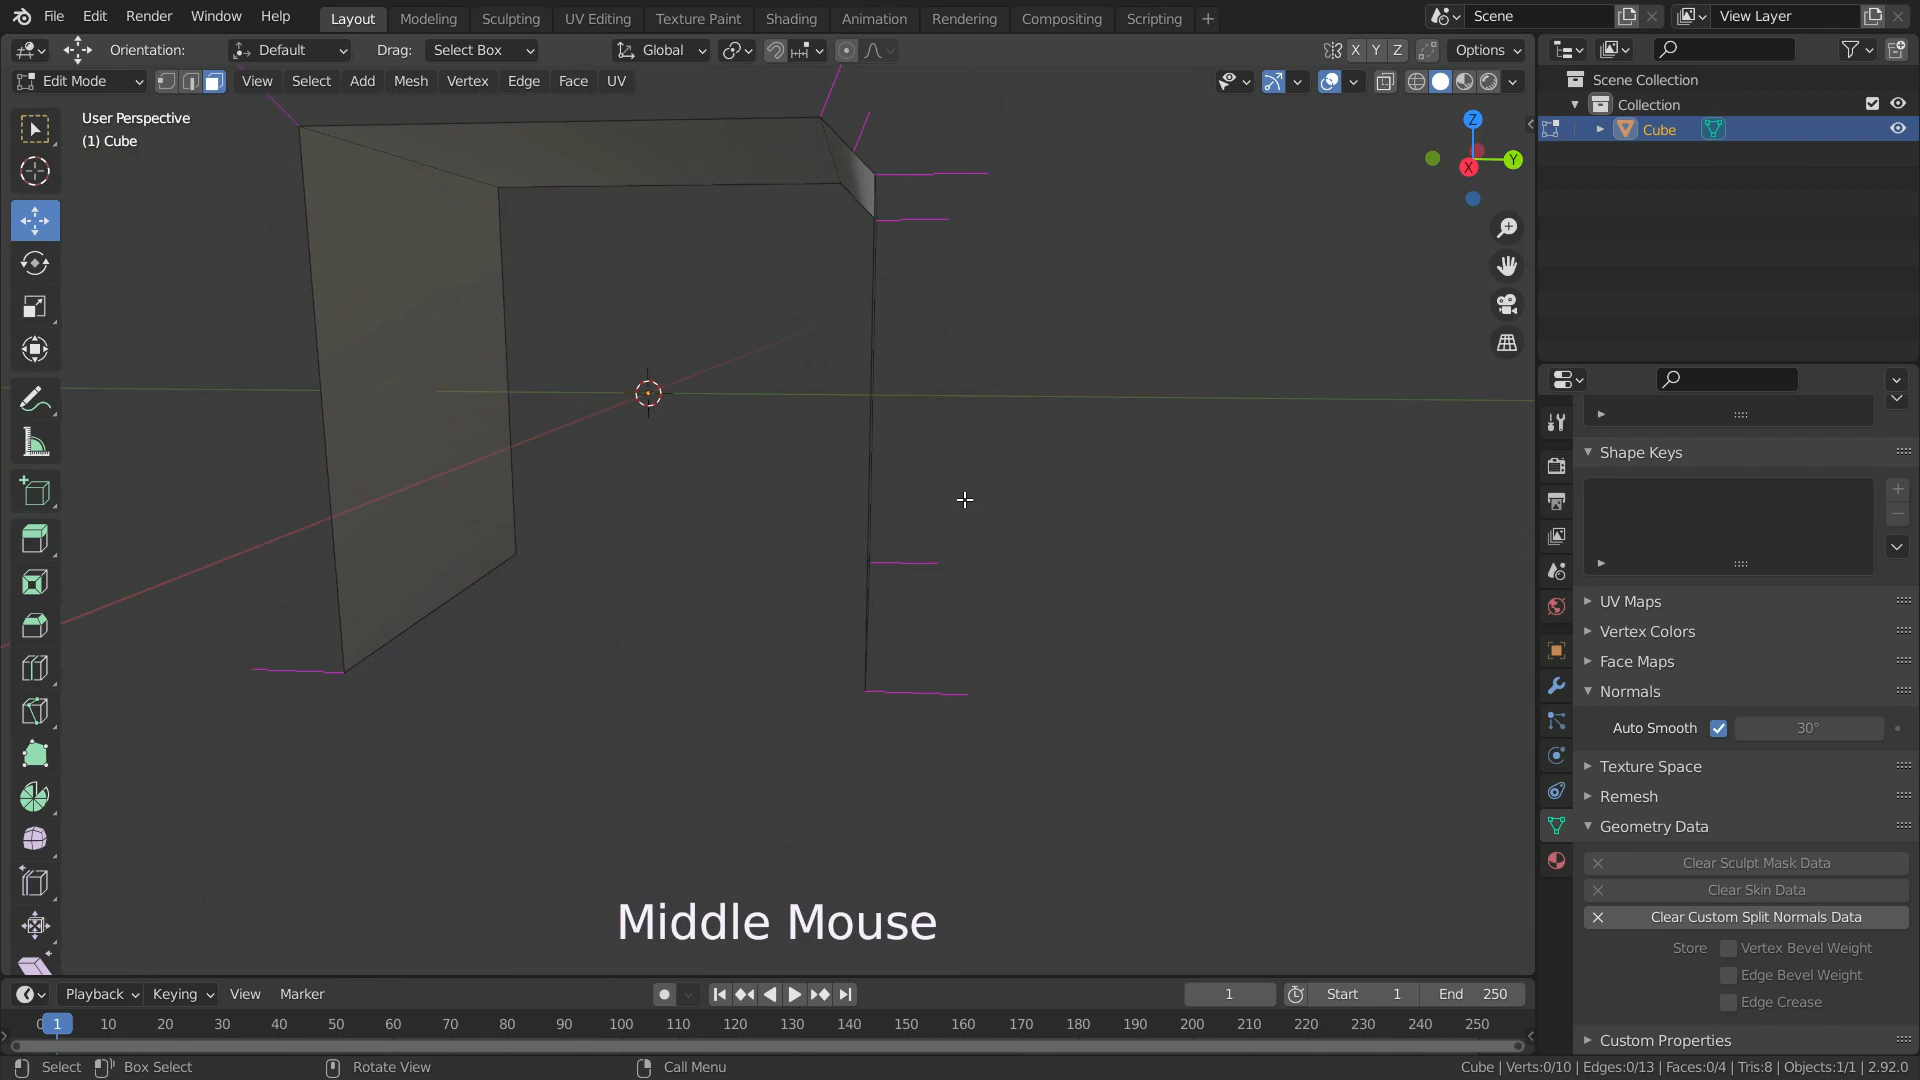 File Edit Render Window Help Layout Modeling Sculpting UV Editing Texture Paint Shading Animation Rendering Compositing Scripting + Scene View Layer
Orientation: Default Drag: Select Box Global X Y Z Options
Edit Mode View Select Add Mesh Vertex Edge Face UV
User Perspective
(1) Cube
Z
Y
X
Scene Collection
Collection
Cube
Shape Keys
UV Maps
Vertex Colors
Face Maps
Normals
Auto Smooth 30°
Texture Space
Remesh
Geometry Data
Clear Sculpt Mask Data
Clear Skin Data
Clear Custom Split Normals Data
Store Vertex Bevel Weight
Edge Bevel Weight
Edge Crease
Custom Properties
Middle Mouse
Playback Keying View Marker 1 Start 1 End 250
0 1 10 20 30 40 50 60 70 80 90 100 110 120 130 140 150 160 170 180 190 200 210 220 230 240 250
Select Box Select Rotate View Call Menu Cube | Verts:0/10 | Edges:0/13 | Faces:0/4 | Tris:8 | Objects:1/1 | 2.92.0